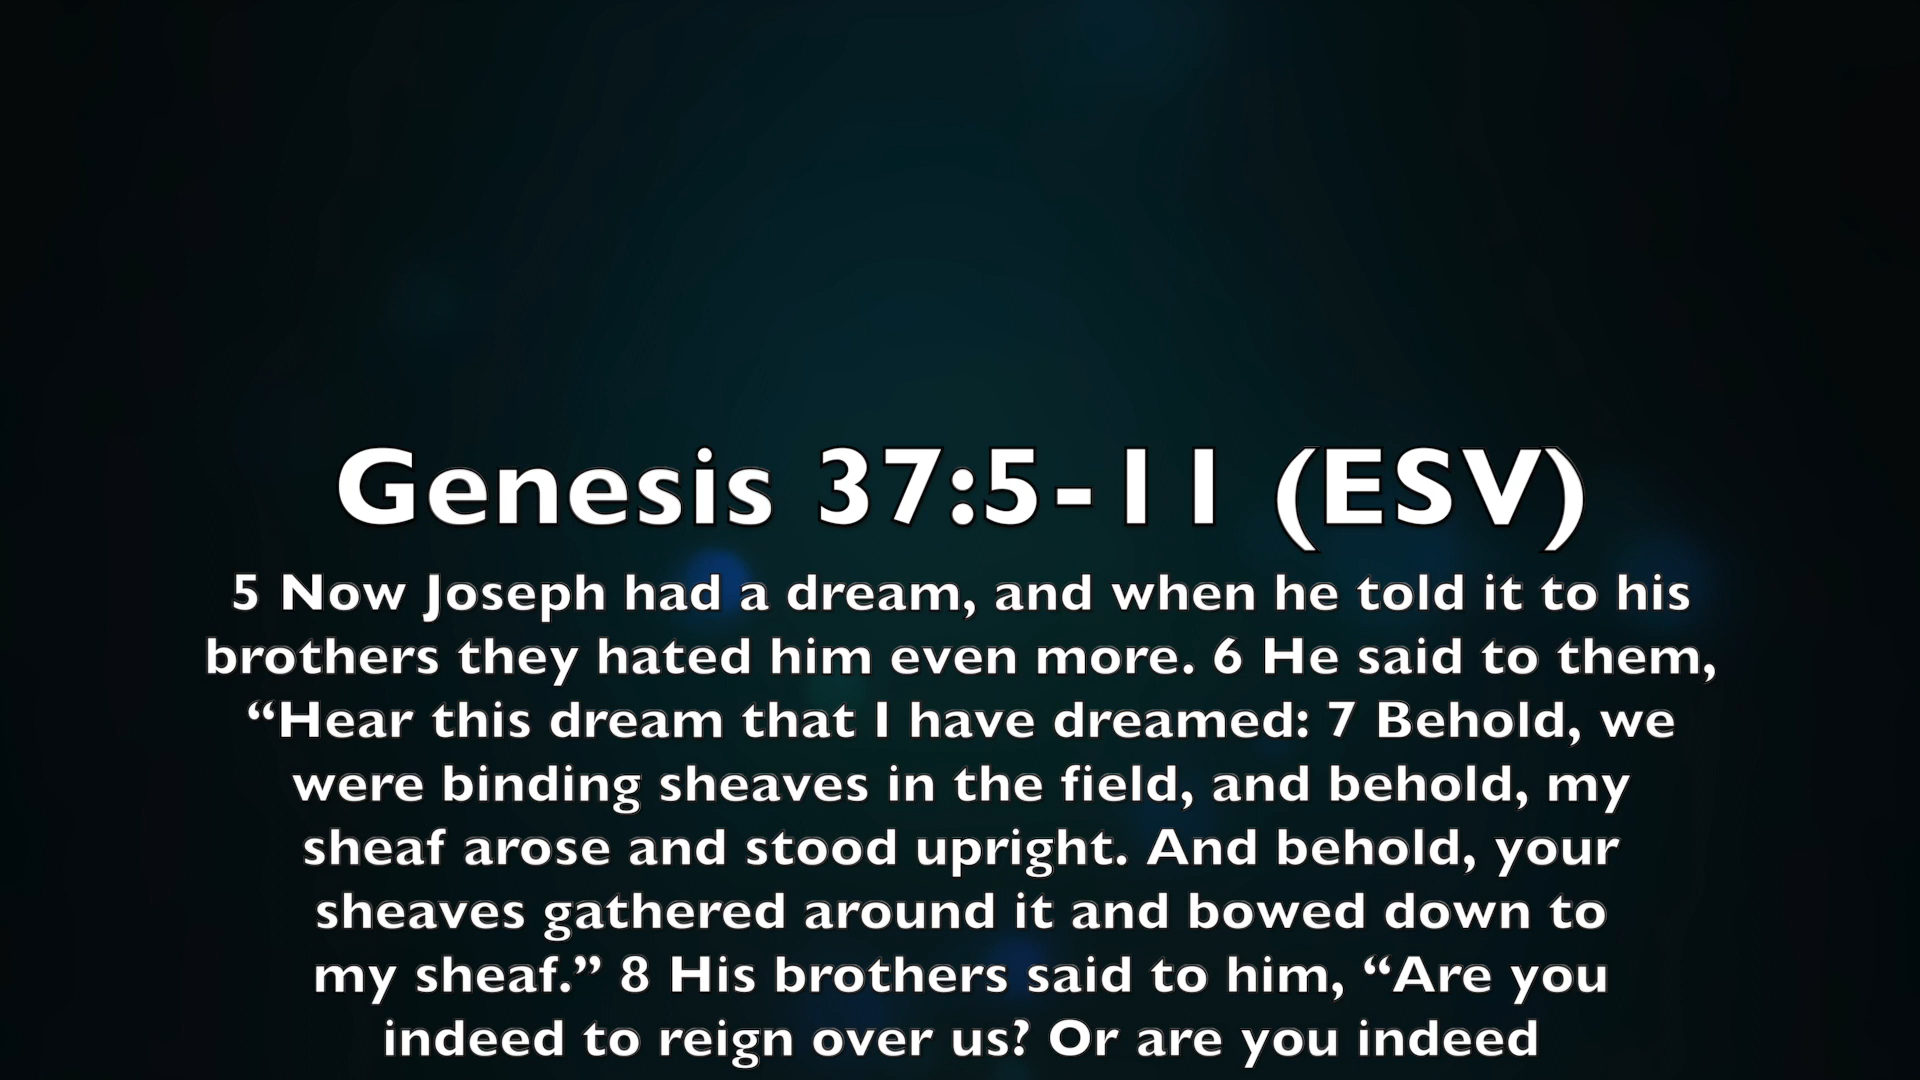 Genesis 37:5-11 (ESV)
5 Now Joseph had a dream, and when he told it to his
brothers they hated him even more. 6 He said to them,
“Hear this dream that I have dreamed: 7 Behold, we
were binding sheaves in the field, and behold, my
sheaf arose and stood upright. And behold, your
sheaves gathered around it and bowed down to
my sheaf.” 8 His brothers said to him, “Are you
indeed to reign over us? Or are you indeed